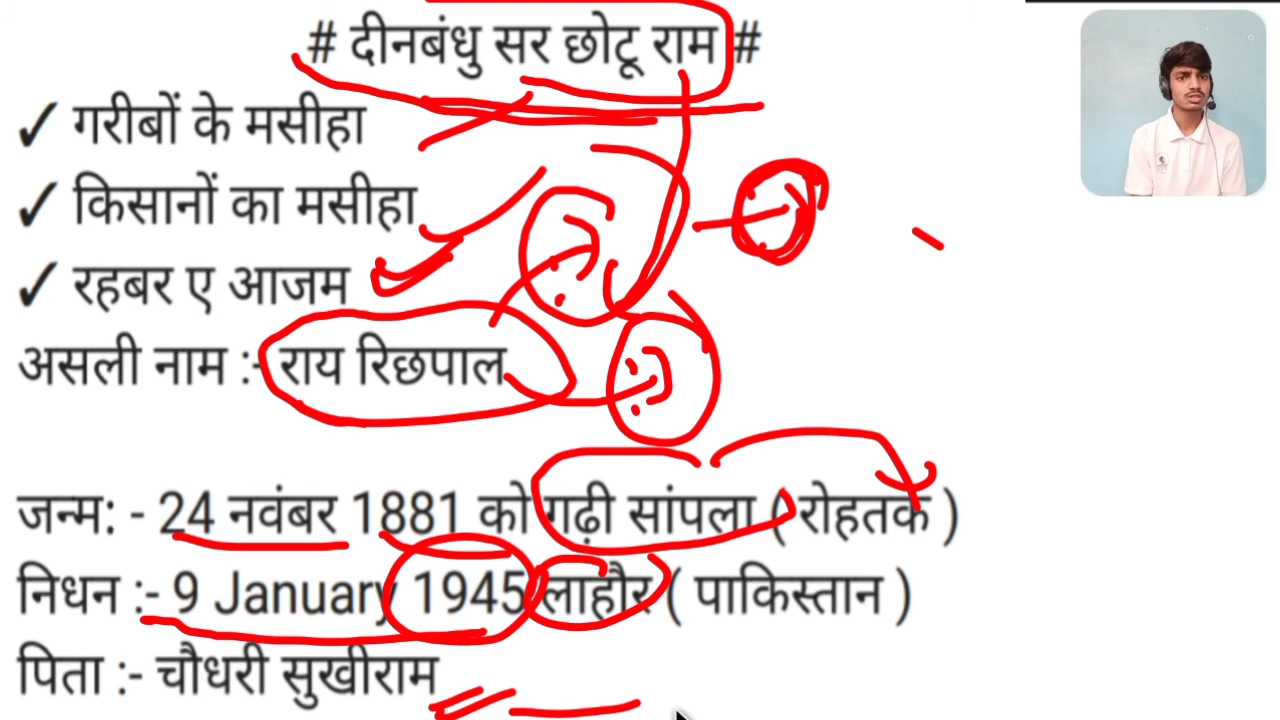 # दीनबंधु सर छोटू राम #
✓ गरीबों के मसीहा
✓ किसानों का मसीहा
✓ रहबर ए आजम
असली नाम :- राय रिछपाल
जन्म: - 24 नवंबर 1881 को गढ़ी सांपला ( रोहतक )
निधन :- 9 January 1945 लाहौर ( पाकिस्तान )
पिता :- चौधरी सुखीराम